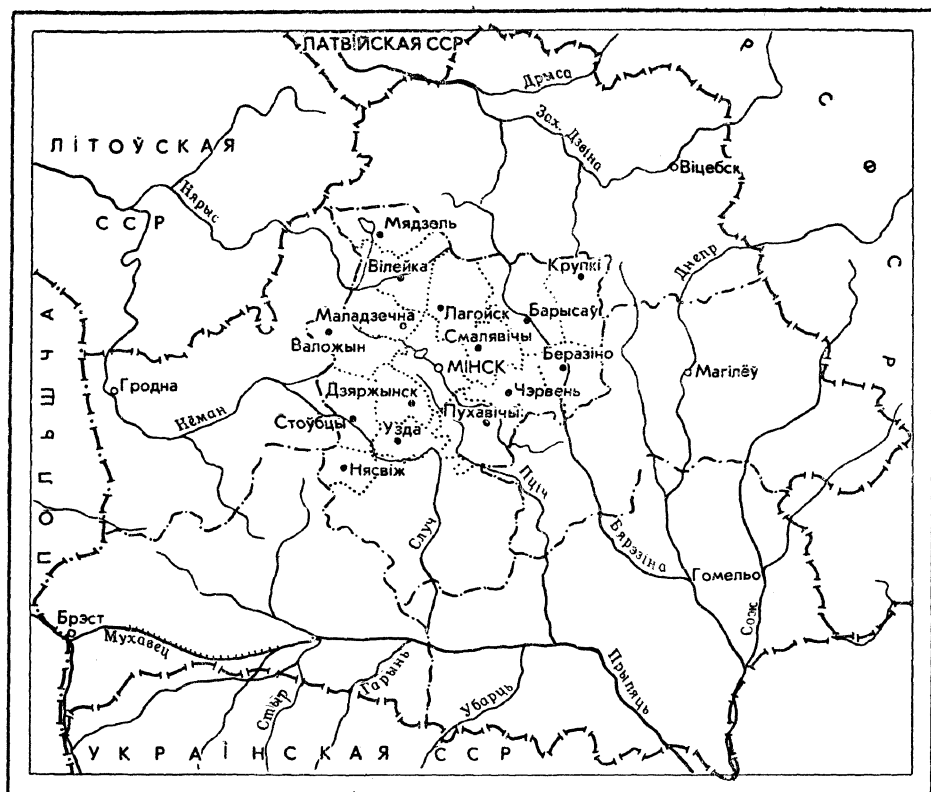 ЛАТВІЙСКАЯ ССР
Дрыса
Р С Ф С Р
Зах. Дзвіна
ЛІТОЎСКАЯ
ССР
Нярыс
Віцебск
Мядзель
Днепр
Вілейка
Крупкі
Маладзечна
Лагойск
Барысаў
Смалявічы
Валожын
МІНСК
Беразіно
Магілёў
Гродна
ПОЛЬШЧА
Дзяржынск
Чэрвень
Нёман
Стоўбцы
Пухавічы
Узда
Нясвіж
Пціч
Случ
Бярэзіна
Гомель
Сож
Брэст
Мухавец
Гарынь
Прыпяць
Стыр
Убарць
УКРАІНСКАЯ ССР